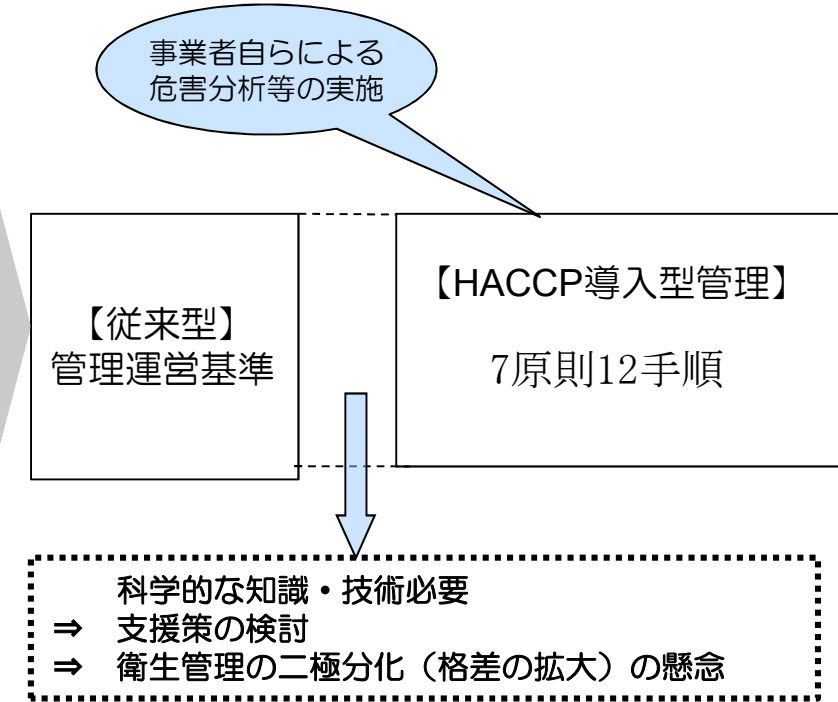 事業者自らによる
危害分析等の実施
【従来型】
管理運営基準
【HACCP導入型管理】
7原則12手順
科学的な知識・技術必要
⇒ 支援策の検討
⇒ 衛生管理の二極分化（格差の拡大）の懸念